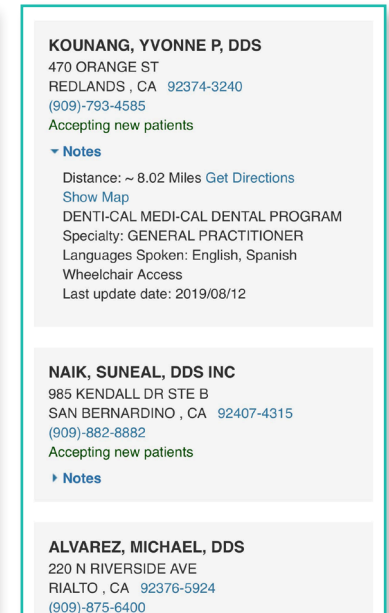 KOUNANG, YVONNE P, DDS
470 ORANGE ST
REDLANDS , CA 92374-3240
(909)-793-4585
Accepting new patients
Notes
Distance: ~ 8.02 Miles Get Directions
Show Map
DENTI-CAL MEDI-CAL DENTAL PROGRAM
Specialty: GENERAL PRACTITIONER
Languages Spoken: English, Spanish
Wheelchair Access
Last update date: 2019/08/12
NAIK, SUNEAL, DDS INC
985 KENDALL DR STE B
SAN BERNARDINO , CA 92407-4315
(909)-882-8882
Accepting new patients
Notes
ALVAREZ, MICHAEL, DDS
220 N RIVERSIDE AVE
RIALTO , CA 92376-5924
(909)-875-6400